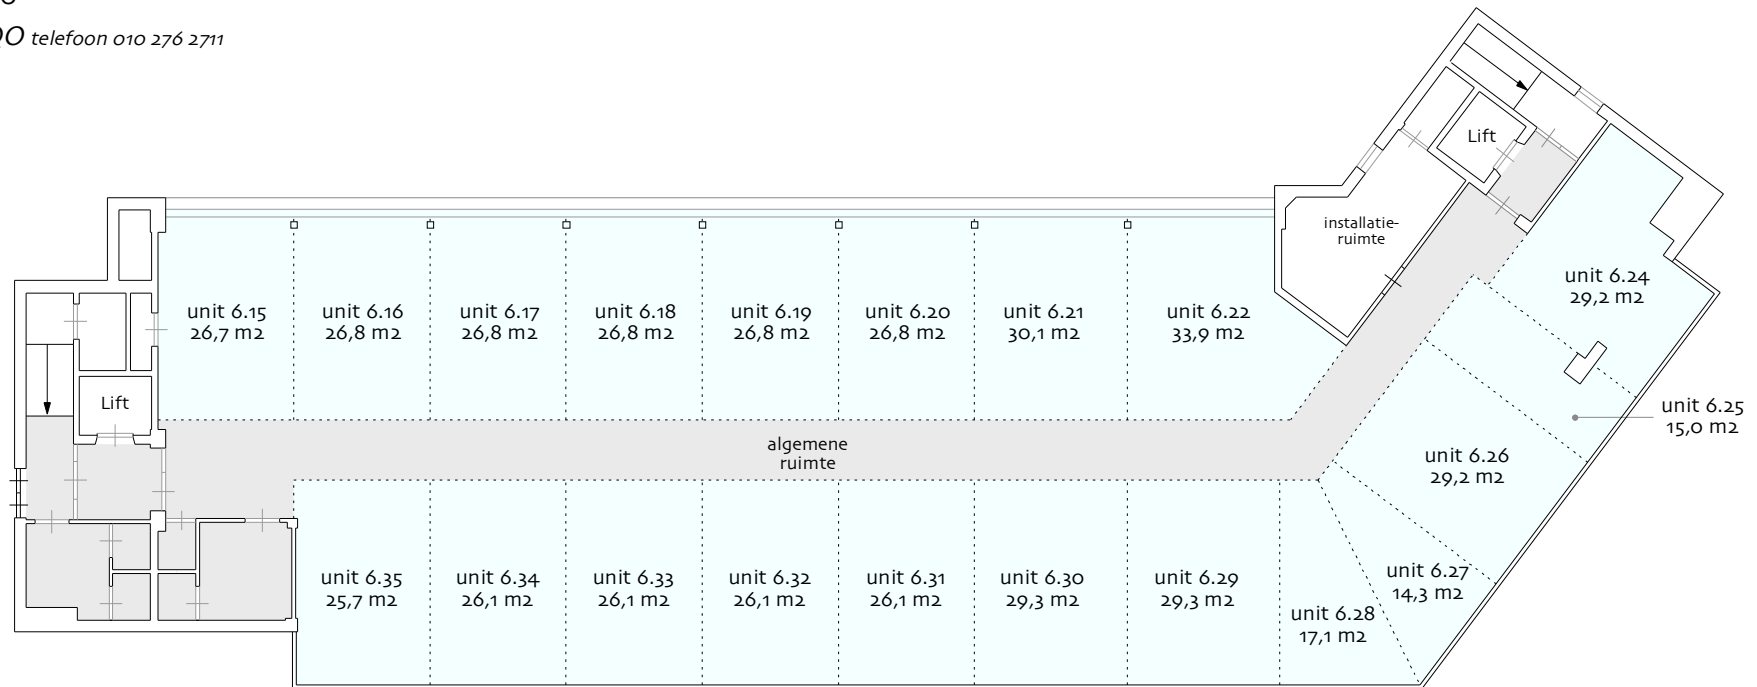 telefoon 010 276 2711
Lift
installatie-
ruimte
unit 6.24
29,2 m2
unit 6.15
26,7 m2
unit 6.16
26,8 m2
unit 6.17
26,8 m2
unit 6.18
26,8 m2
unit 6.19
26,8 m2
unit 6.20
26,8 m2
unit 6.21
30,1 m2
unit 6.22
33,9 m2
Lift
unit 6.25
15,0 m2
algemene
ruimte
unit 6.26
29,2 m2
unit 6.35
25,7 m2
unit 6.34
26,1 m2
unit 6.33
26,1 m2
unit 6.32
26,1 m2
unit 6.31
26,1 m2
unit 6.30
29,3 m2
unit 6.29
29,3 m2
unit 6.27
14,3 m2
unit 6.28
17,1 m2